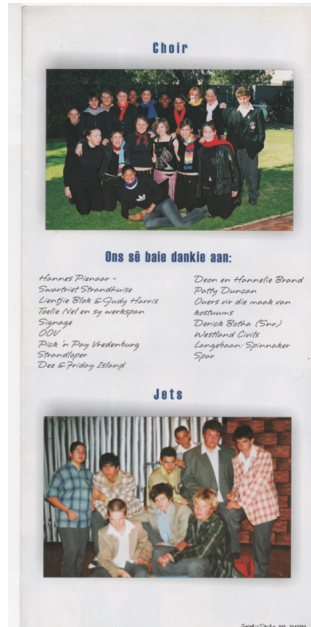 Choir
Ons sê baie dankie aan:
Hannes Pienaar -
Swartriet Strandhuise
Lientjie Blok & Judy Harris
Toelie Nel en sy werkspan
Signage
OOV
Pick 'n Pay Vredenburg
Strandloper
Dee & Friday Island
Deon en Hannelie Brand
Patty Duncan
Ouers vir die maak van
kostuums
Derick Botha (Snr.)
Westland Civils
Langebaan: Spinnaker
Spar
Jets